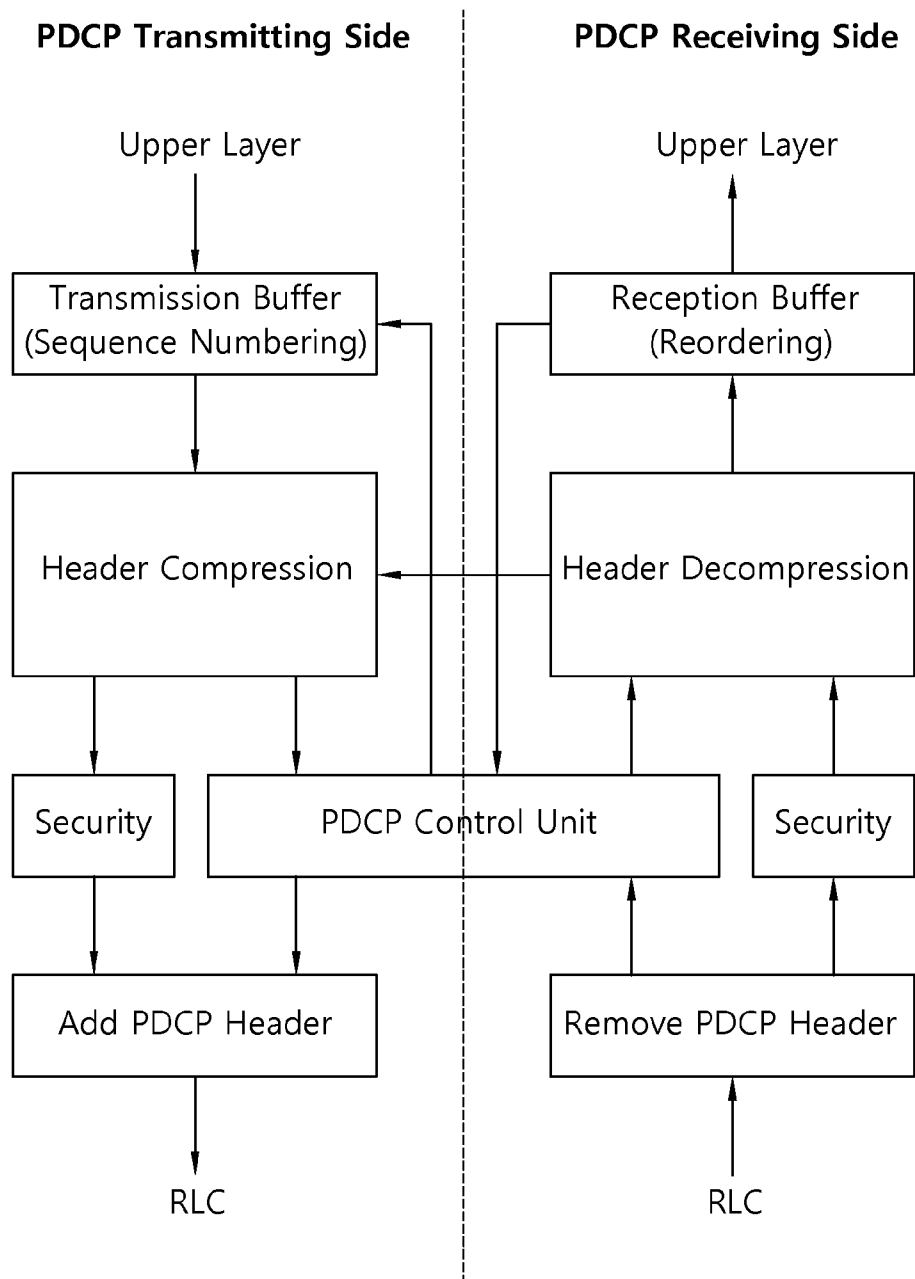 PDCP Transmitting Side
PDCP Receiving Side
Upper Layer
Upper Layer
Transmission Buffer
(Sequence Numbering)
Reception Buffer
(Reordering)
Header Compression
Header Decompression
Security
PDCP Control Unit
Security
Add PDCP Header
Remove PDCP Header
RLC
RLC